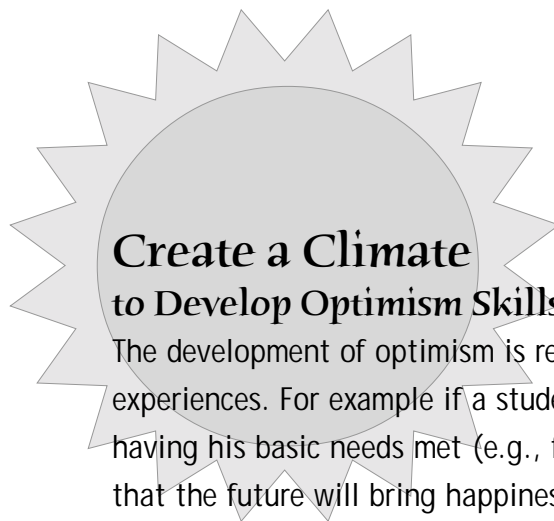 Create a Climate
to Develop Optimism Skills
The development of optimism is
experiences. For example if a
having his basic needs met (e.g.,
that the future will bring